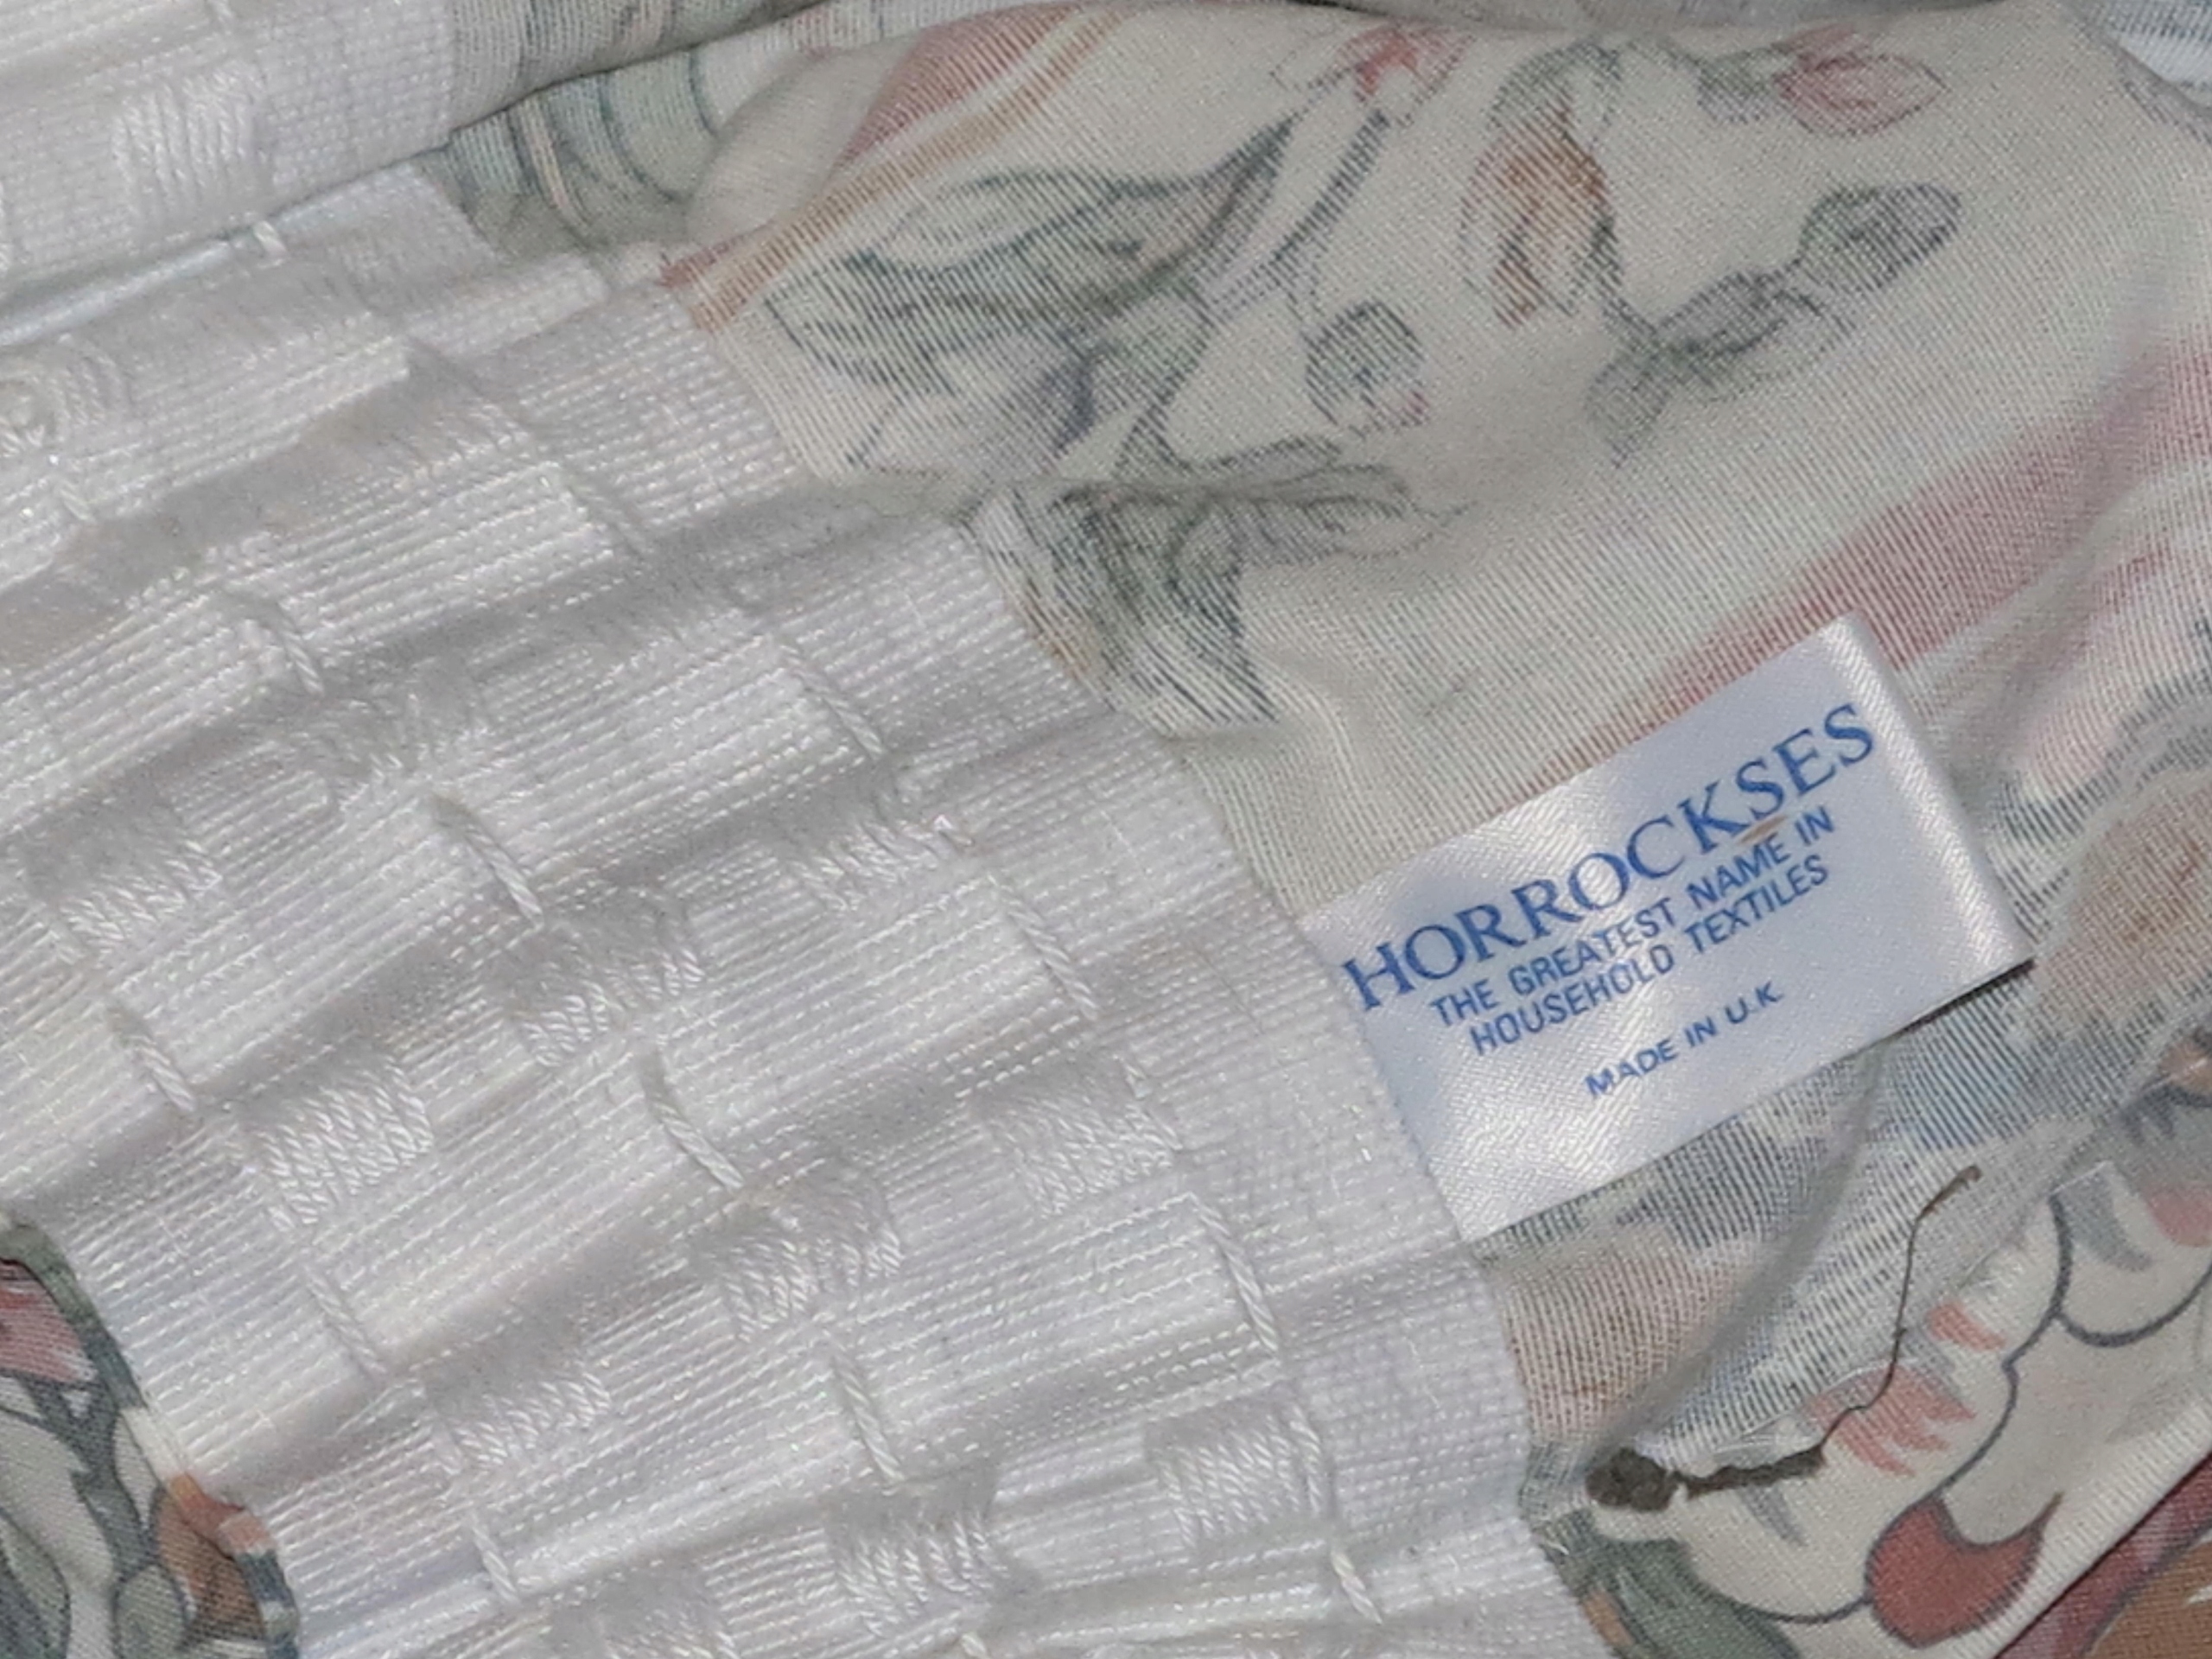 HORROCKSES
THE GREATEST NAME IN
HOUSEHOLD TEXTILES
MADE IN U.K.